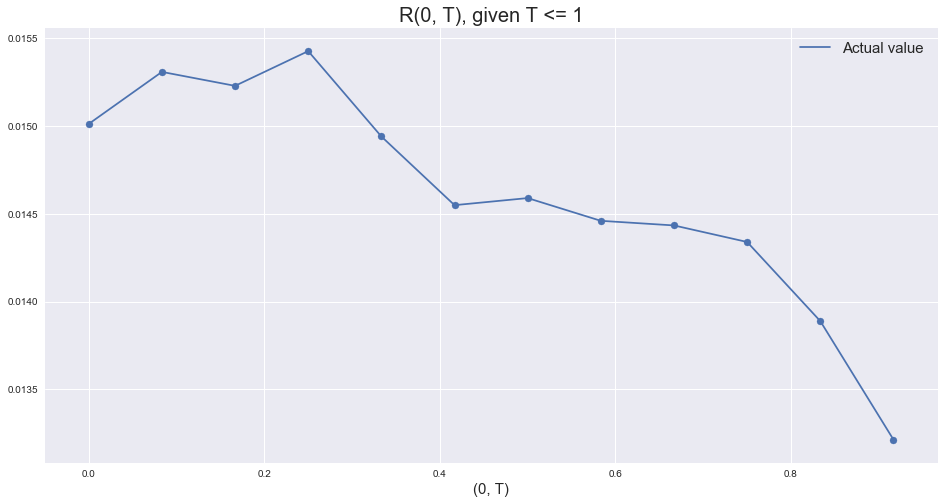 R(0, T), given T <= 1
Actual value
0.0155
0.0150
0.0145
0.0140
0.0135
0.0 0.2 0.4 0.6 0.8
(0, T)